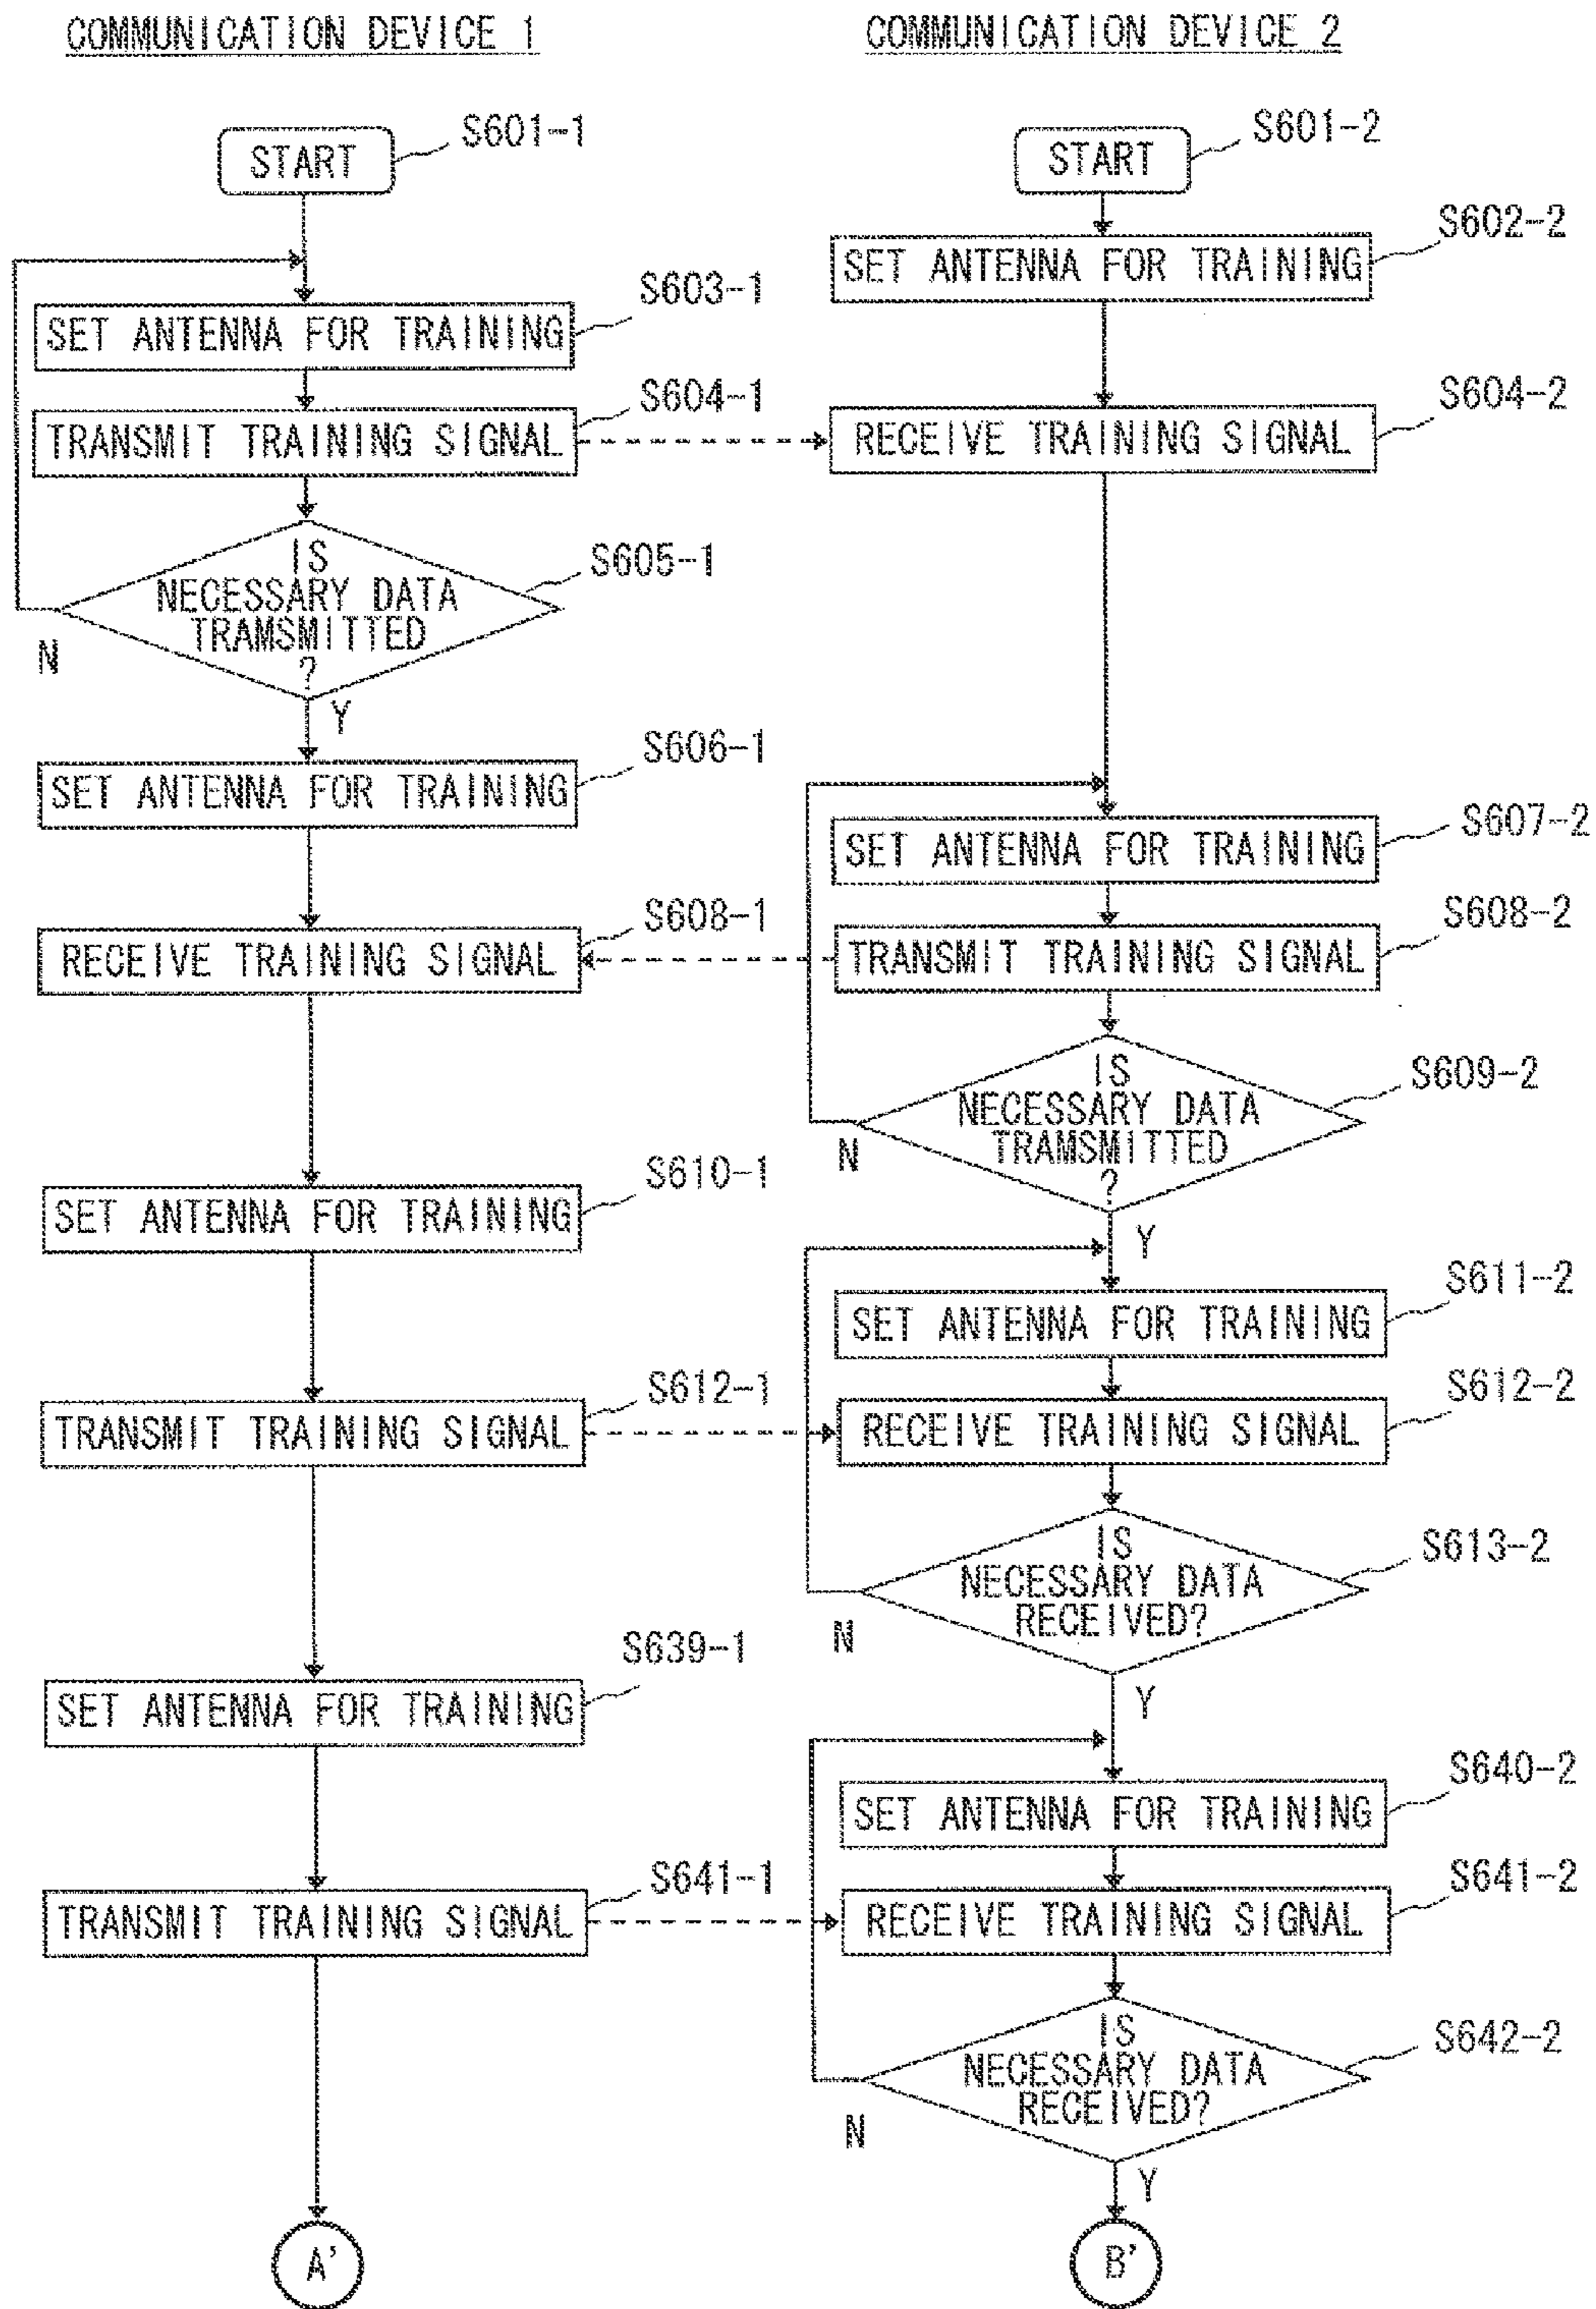 COMMUNICATION DEVICE 1
COMMUNICATION DEVICE 2
START
S601-1
START
S601-2
S602-2
SET ANTENNA FOR TRAINING
S603-1
SET ANTENNA FOR TRAINING
S604-1
TRANSMIT TRAINING SIGNAL
S604-2
RECEIVE TRAINING SIGNAL
IS
NECESSARY DATA
TRAMSMITTED
?
S605-1
N
Y
S606-1
SET ANTENNA FOR TRAINING
S607-2
SET ANTENNA FOR TRAINING
S608-1
RECEIVE TRAINING SIGNAL
S608-2
TRANSMIT TRAINING SIGNAL
IS
NECESSARY DATA
TRAMSMITTED
?
S609-2
N
Y
S610-1
SET ANTENNA FOR TRAINING
S611-2
SET ANTENNA FOR TRAINING
S612-1
TRANSMIT TRAINING SIGNAL
S612-2
RECEIVE TRAINING SIGNAL
IS
NECESSARY DATA
RECEIVED?
S613-2
N
Y
S639-1
SET ANTENNA FOR TRAINING
S640-2
SET ANTENNA FOR TRAINING
S641-1
TRANSMIT TRAINING SIGNAL
S641-2
RECEIVE TRAINING SIGNAL
IS
NECESSARY DATA
RECEIVED?
S642-2
N
Y
A'
B'